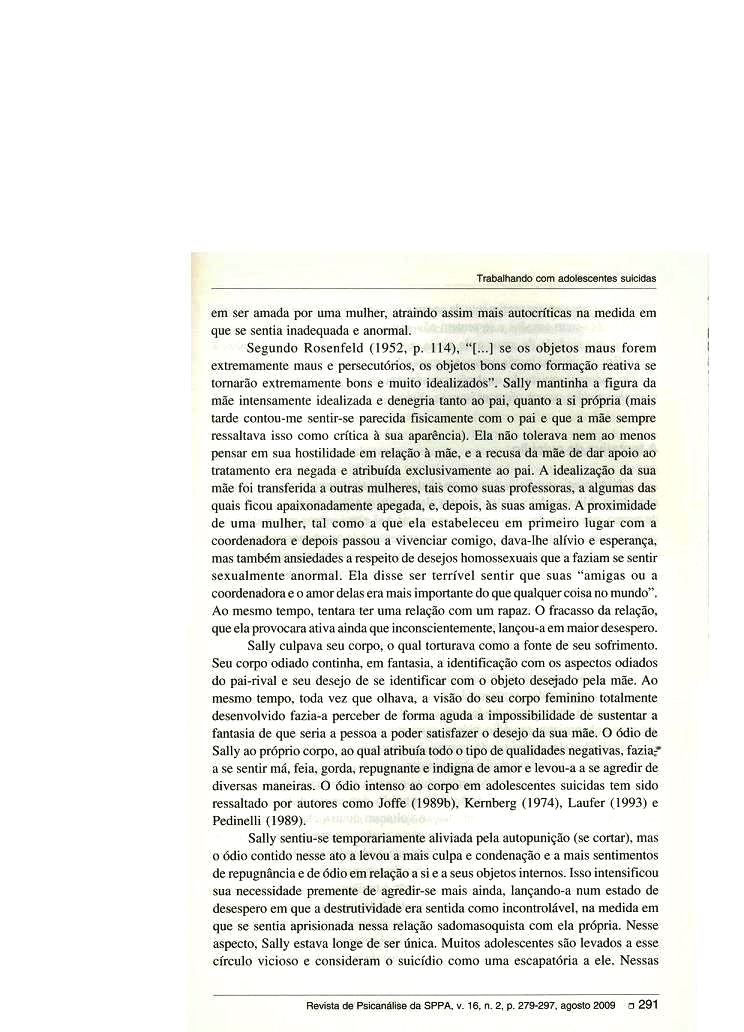 Trabalhando com adolescentes suicidas
em ser amada por uma mulher, atraindo assim mais autocríticas na medida em
que se sentia inadequada e anormal.
Segundo Rosenfeld (1952, p. 114), “[...] se os objetos maus forem
extremamente maus e persecutórios, os objetos bons como formação reativa se
tornarão extremamente bons e muito idealizados”. Sally mantinha a figura da
mãe intensamente idealizada e denegria tanto ao pai, quanto a si própria (mais
tarde contou-me sentir-se parecida fisicamente com o pai e que a mãe sempre
ressaltava isso como crítica à sua aparência). Ela não tolerava nem ao menos
pensar em sua hostilidade em relação à mãe, e a recusa da mãe de dar apoio ao
tratamento era negada e atribuída exclusivamente ao pai. A idealização da sua
mãe foi transferida a outras mulheres, tais como suas professoras, a algumas das
quais ficou apaixonadamente apegada, e, depois, às suas amigas. A proximidade
de uma mulher, tal como a que ela estabeleceu em primeiro lugar com a
coordenadora e depois passou a vivenciar comigo, dava-lhe alívio e esperança,
mas também ansiedades a respeito de desejos homossexuais que a faziam se sentir
sexualmente anormal. Ela disse ser terrível sentir que suas “amigas ou a
coordenadora e o amor delas era mais importante do que qualquer coisa no mundo”.
Ao mesmo tempo, tentara ter uma relação com um rapaz. O fracasso da relação,
que ela provocara ativa ainda que inconscientemente, lançou-a em maior desespero.
Sally culpava seu corpo, o qual torturava como a fonte de seu sofrimento.
Seu corpo odiado continha, em fantasia, a identificação com os aspectos odiados
do pai-rival e seu desejo de se identificar com o objeto desejado pela mãe. Ao
mesmo tempo, toda vez que olhava, a visão do seu corpo feminino totalmente
desenvolvido fazia-a perceber de forma aguda a impossibilidade de sustentar a
fantasia de que seria a pessoa a poder satisfazer o desejo da sua mãe. O ódio de
Sally ao próprio corpo, ao qual atribuía todo o tipo de qualidades negativas, fazia-
a se sentir má, feia, gorda, repugnante e indigna de amor e levou-a a se agredir de
diversas maneiras. O ódio intenso ao corpo em adolescentes suicidas tem sido
ressaltado por autores como Joffe (1989b), Kernberg (1974), Laufer (1993) e
Pedinelli (1989).
Sally sentiu-se temporariamente aliviada pela autopunição (se cortar), mas
o ódio contido nesse ato a levou a mais culpa e condenação e a mais sentimentos
de repugnância e de ódio em relação a si e a seus objetos internos. Isso intensificou
sua necessidade premente de agredir-se mais ainda, lançando-a num estado de
desespero em que a destrutividade era sentida como incontrolável, na medida em
que se sentia aprisionada nessa relação sadomasoquista com ela própria. Nesse
aspecto, Sally estava longe de ser única. Muitos adolescentes são levados a esse
círculo vicioso e consideram o suicídio como uma escapatória a ele. Nessas
Revista de Psicanálise da SPPA, v. 16, n. 2, p. 279-297, agosto 2009 □ 291